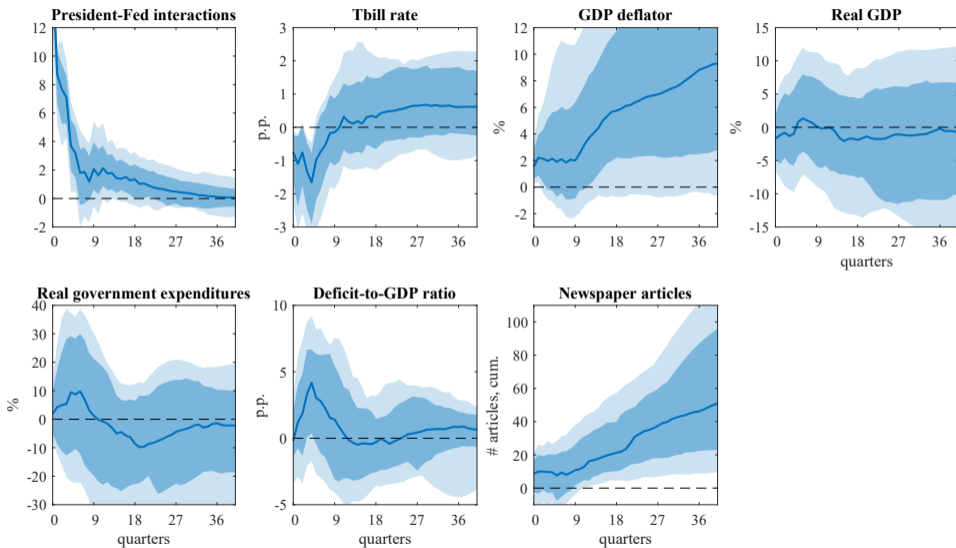 President-Fed interactions
12
10
8
6
4
2
0
-2
0 9 18 27 36
Tbill rate
p.p.
3
2
1
0
-1
-2
-3
0 9 18 27 36
GDP deflator
%
12
10
8
6
4
2
0
-2
0 9 18 27 36
Real GDP
%
15
10
5
0
-5
-10
-15
0 9 18 27 36
quarters
Real government expenditures
%
40
30
20
10
0
-10
-20
-30
0 9 18 27 36
quarters
Deficit-to-GDP ratio
p.p.
10
5
0
-5
0 9 18 27 36
quarters
Newspaper articles
# articles, cum.
100
80
60
40
20
0
0 9 18 27 36
quarters